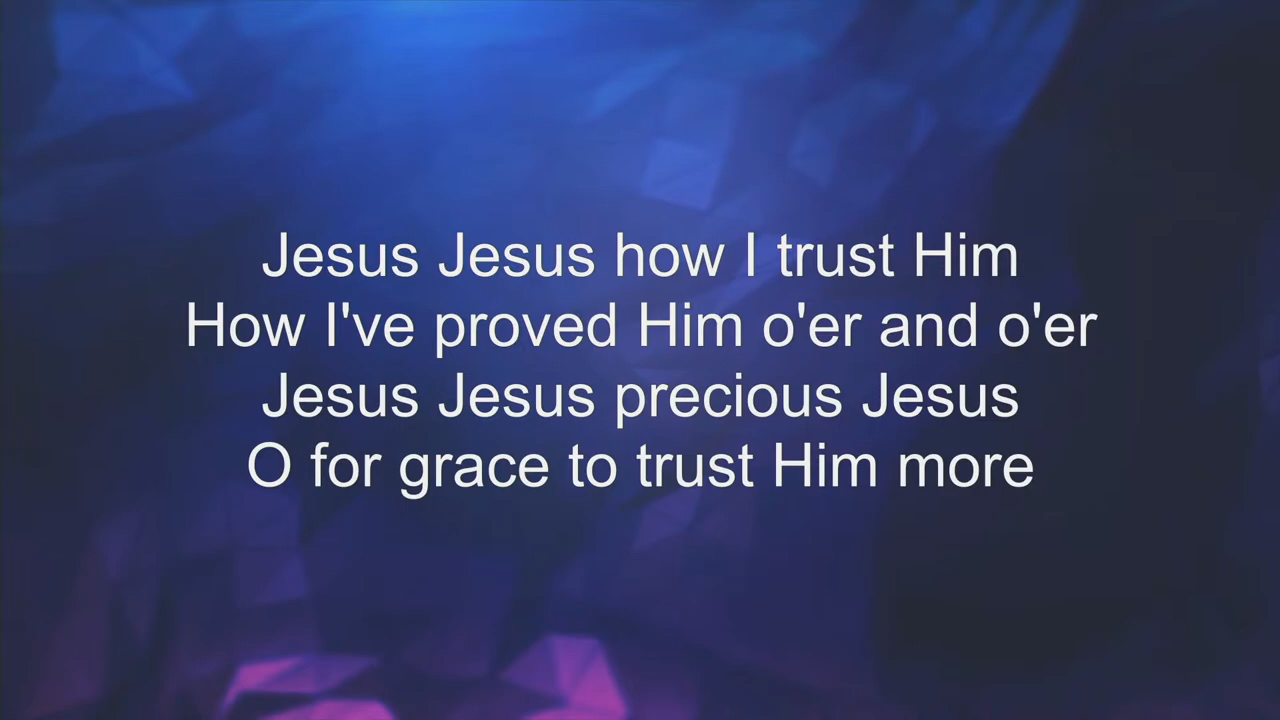 Jesus Jesus how I trust Him
How I've proved Him o'er and o'er
Jesus Jesus precious Jesus
O for grace to trust Him more